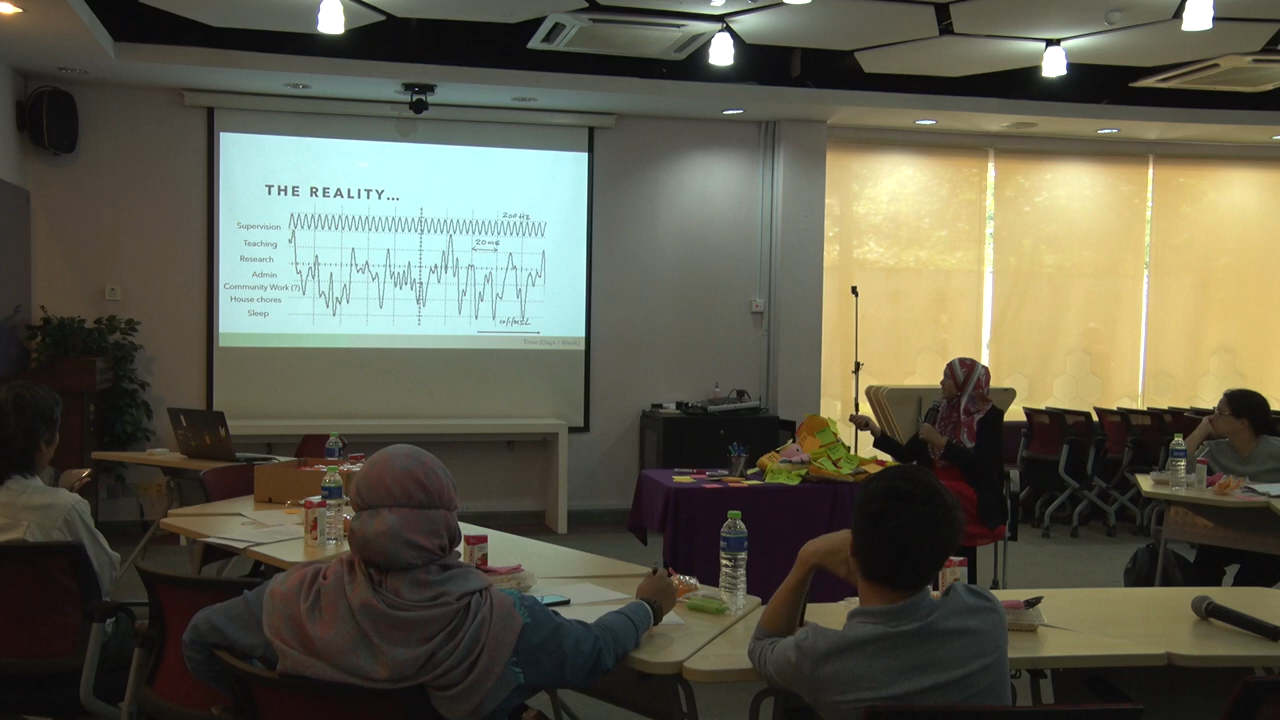 THE REALITY...
200 Hz
Supervision
Teaching
20 ms
Research
Admin
Community Work (?)
House chores
Sleep
Time (Days / Week)